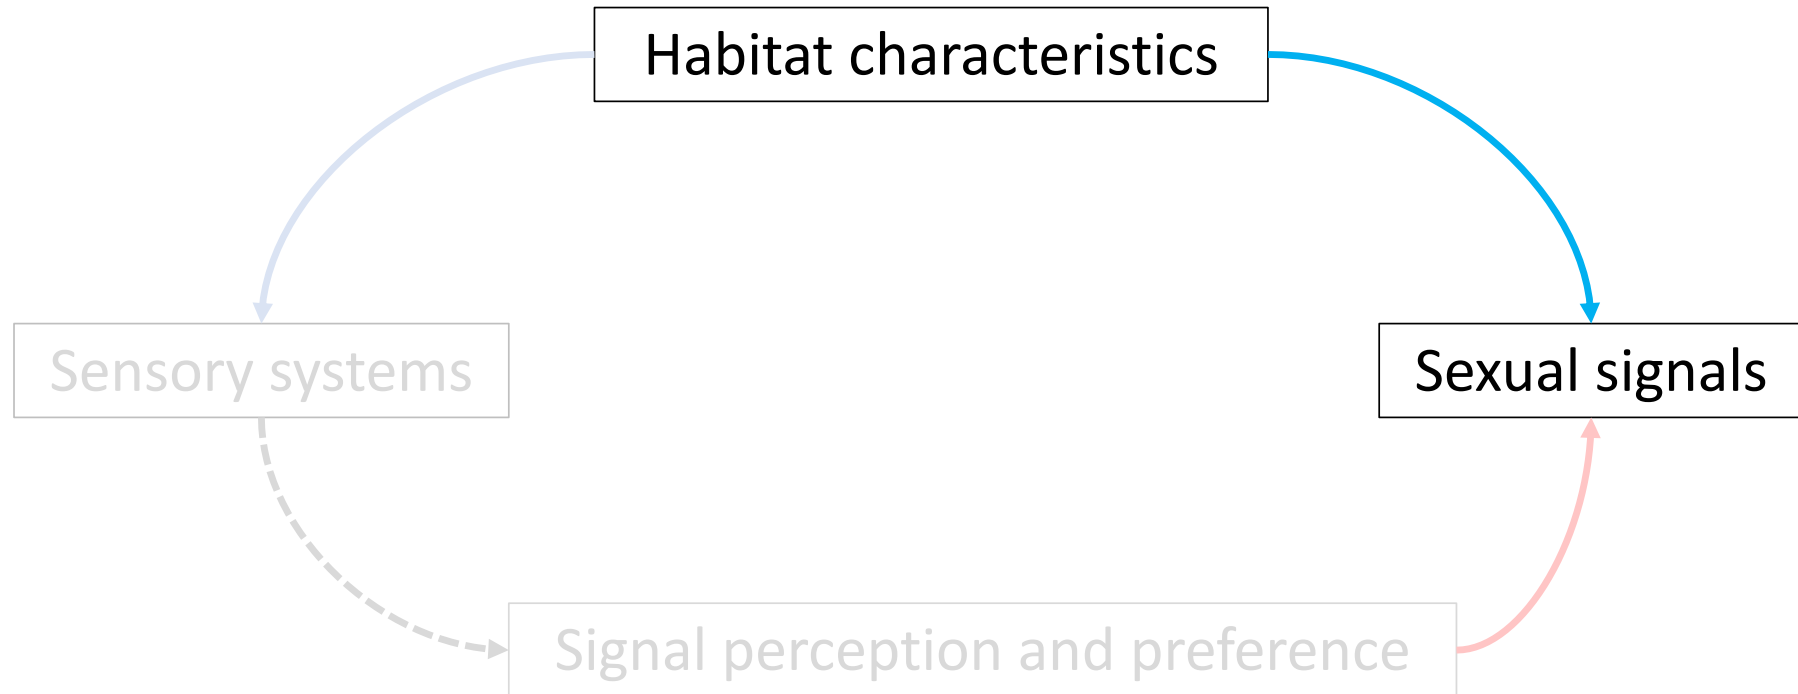 Habitat characteristics
Sensory systems
Sexual signals
Signal perception and preference